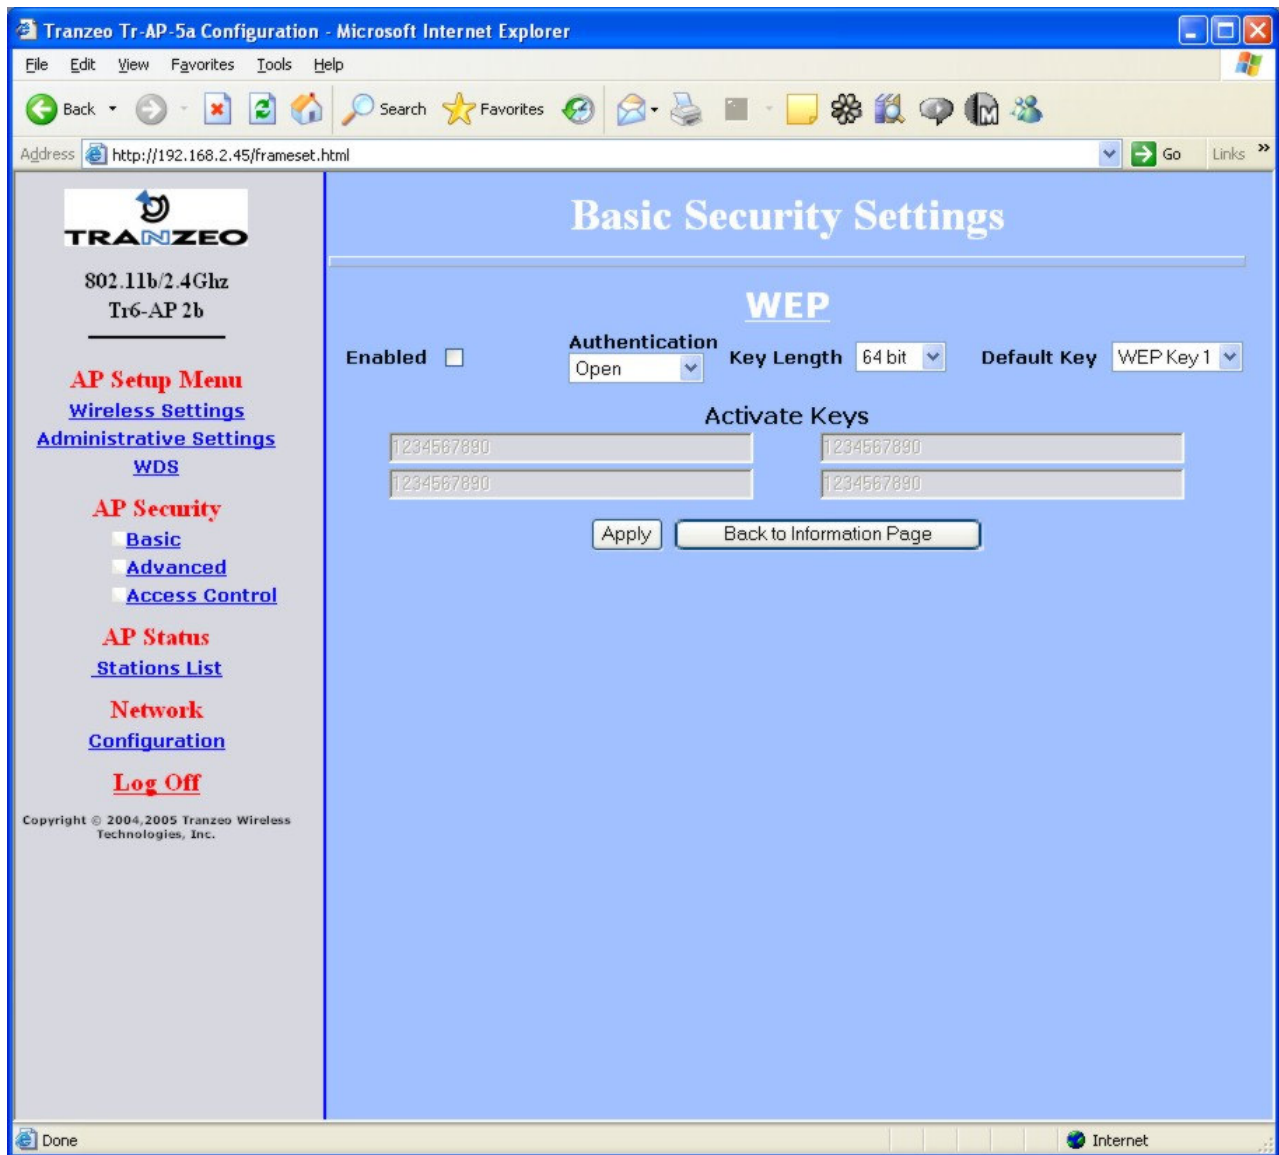 Tranzeo Tr-AP-5a Configuration - Microsoft Internet Explorer
File Edit View Favorites Tools Help
Back Search Favorites
Address http://192.168.2.45/frameset.html Go Links »
TRANZEO
802.11b/2.4Ghz
Tr6-AP 2b
AP Setup Menu
Wireless Settings
Administrative Settings
WDS
AP Security
Basic
Advanced
Access Control
AP Status
Stations List
Network
Configuration
Log Off
Copyright © 2004,2005 Tranzeo Wireless
Technologies, Inc.
Basic Security Settings
WEP
Enabled Authentication Open Key Length 64 bit Default Key WEP Key 1
Activate Keys
1234567890 1234567890
1234567890 1234567890
Apply Back to Information Page
Done Internet